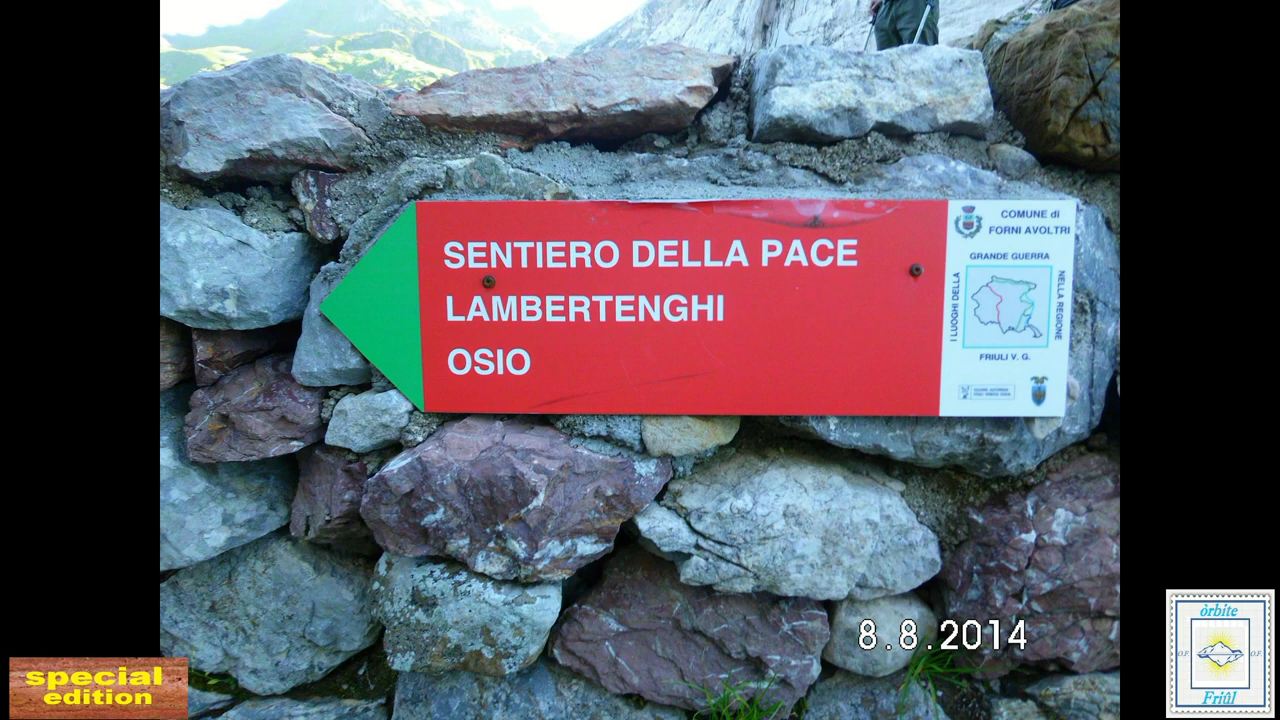 SENTIERO DELLA PACE
LAMBERTENGHI
OSIO
COMUNE di
FORNI AVOLTRI
GRANDE GUERRA
I LUOGHI DELLA
NELLA REGIONE
FRIULI V. G.
8.8.2014
special
edition
òrbite
O.F. O.F.
Friûl